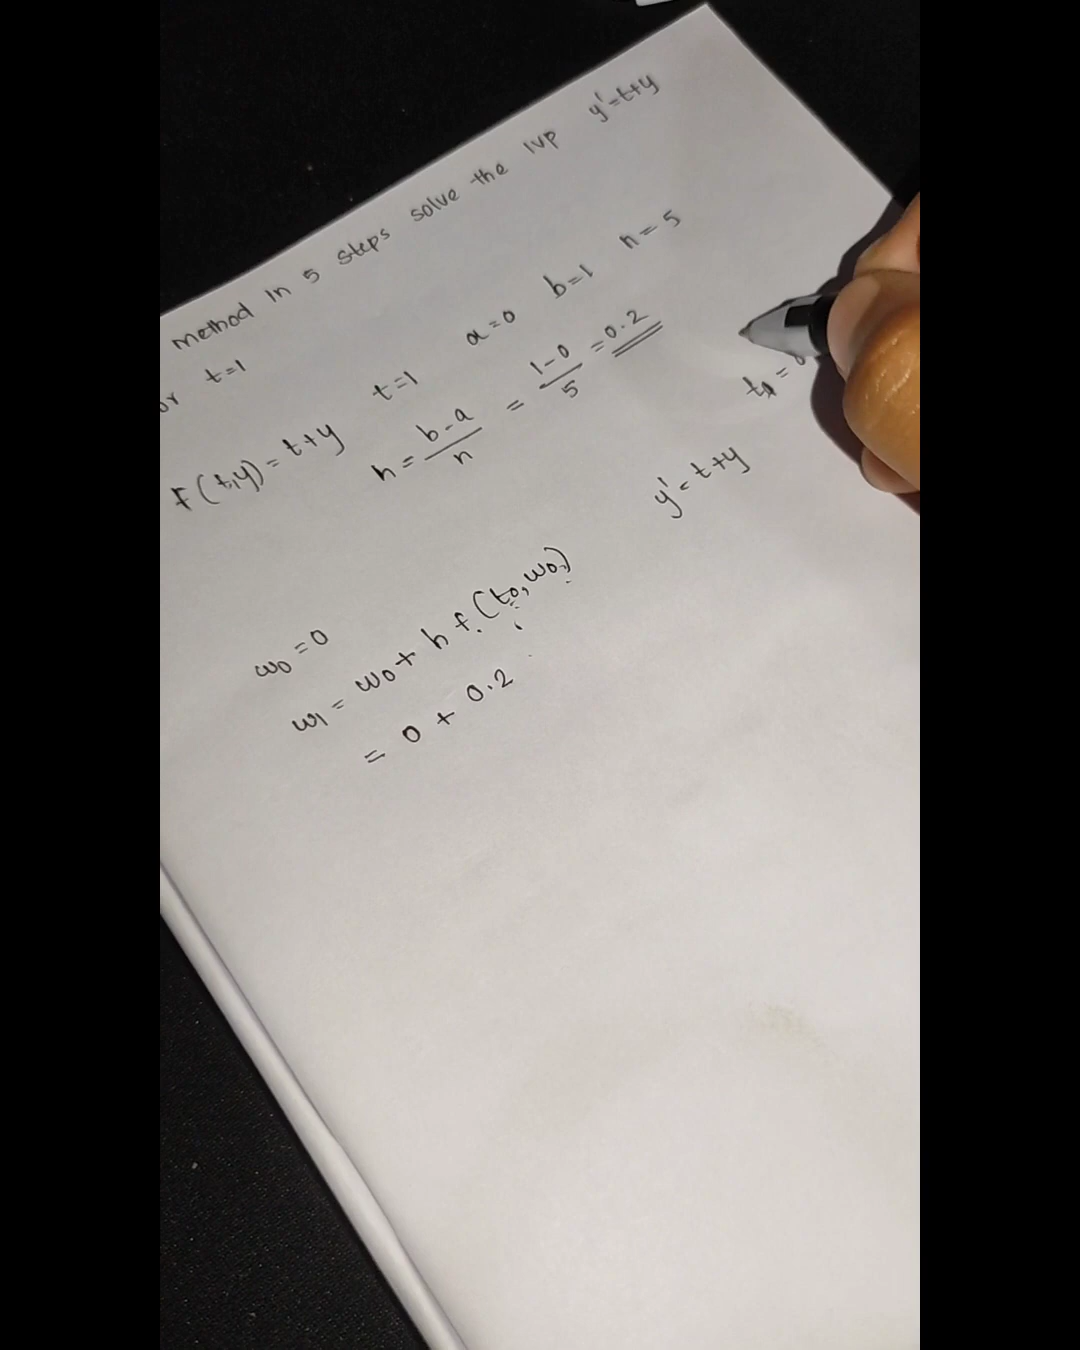 method in 5 steps solve the IVP y'=t+y
or t=1
f(t,y)=t+y t=1 a=0 b=1 n=5
h = b-a/n = 1-0/5 = 0.2
y'=t+y
w0=0
w1 = w0 + h f(t0,w0)
= 0 + 0.2